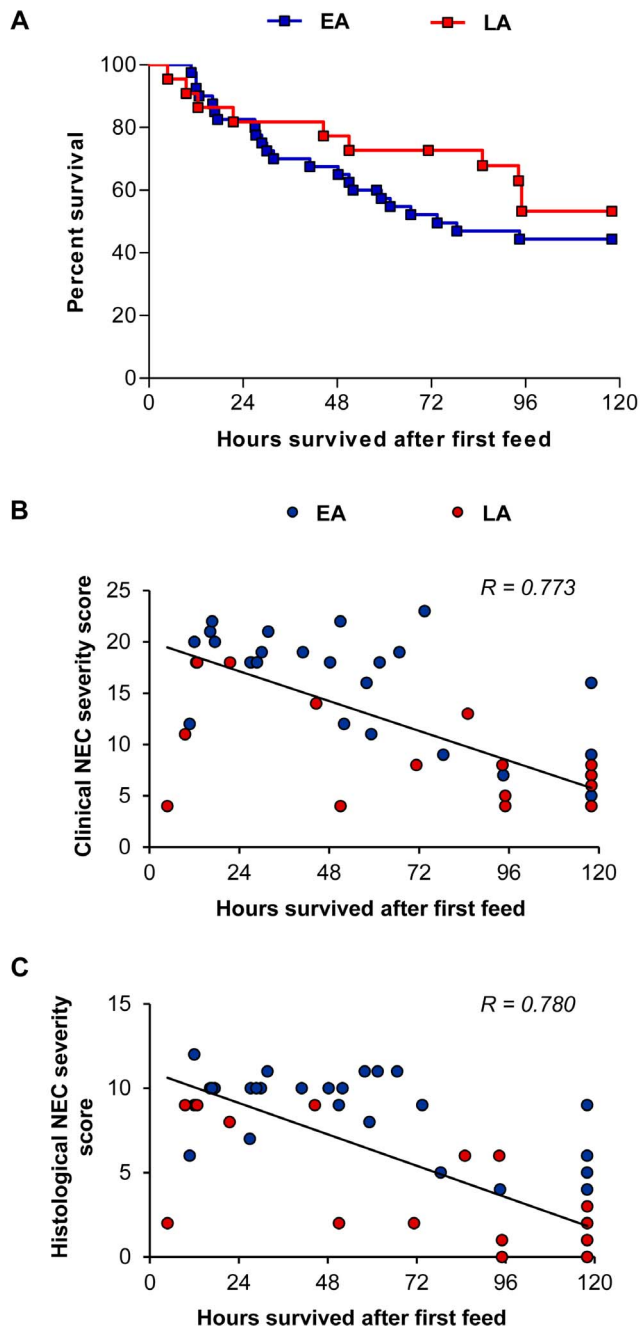 A
EA LA
100
80
60
40
20
0
Percent survival
0 24 48 72 96 120
Hours survived after first feed
B
EA LA
R = 0.773
25
20
15
10
5
0
Clinical NEC severity score
0 24 48 72 96 120
Hours survived after first feed
C
R = 0.780
15
10
5
0
Histological NEC severity
score
0 24 48 72 96 120
Hours survived after first feed